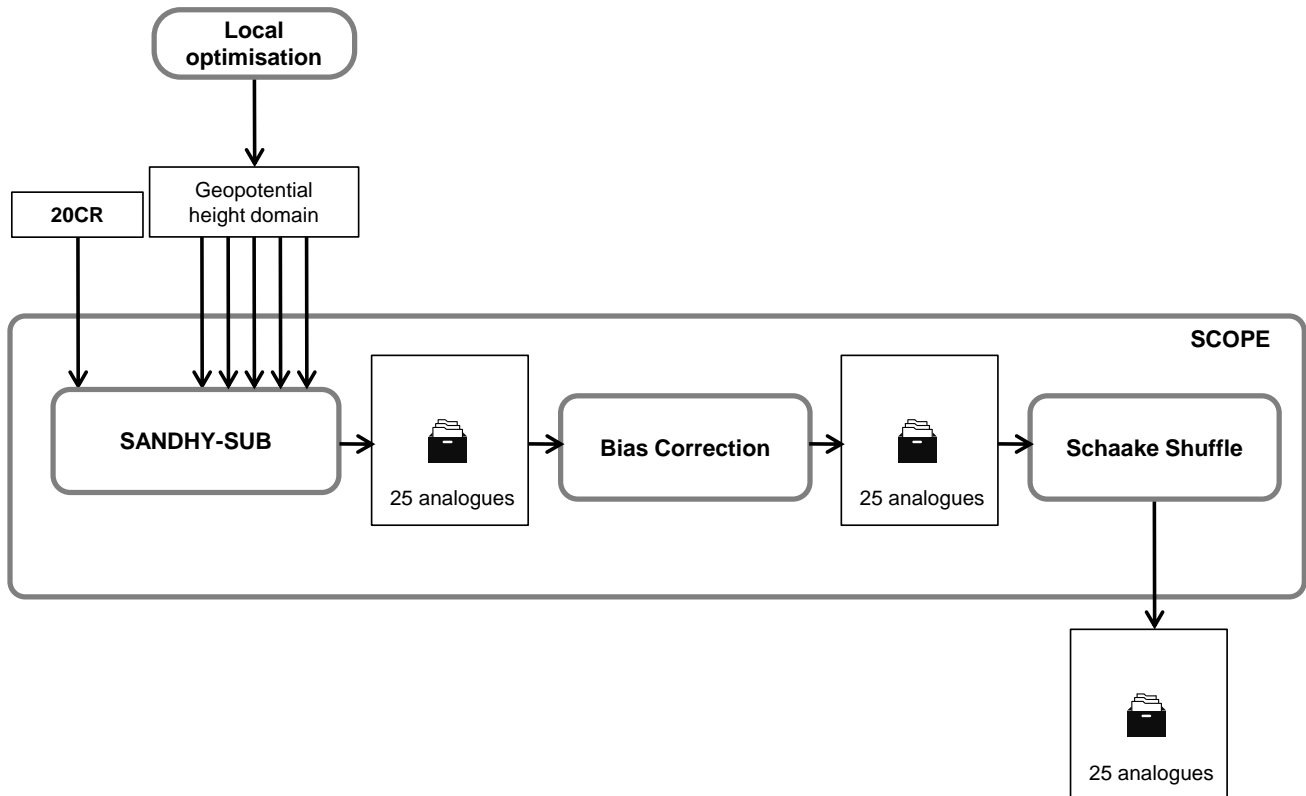 Local
optimisation
Geopotential
height domain
20CR
SCOPE
SANDHY-SUB
25 analogues
Bias Correction
25 analogues
Schaake Shuffle
25 analogues